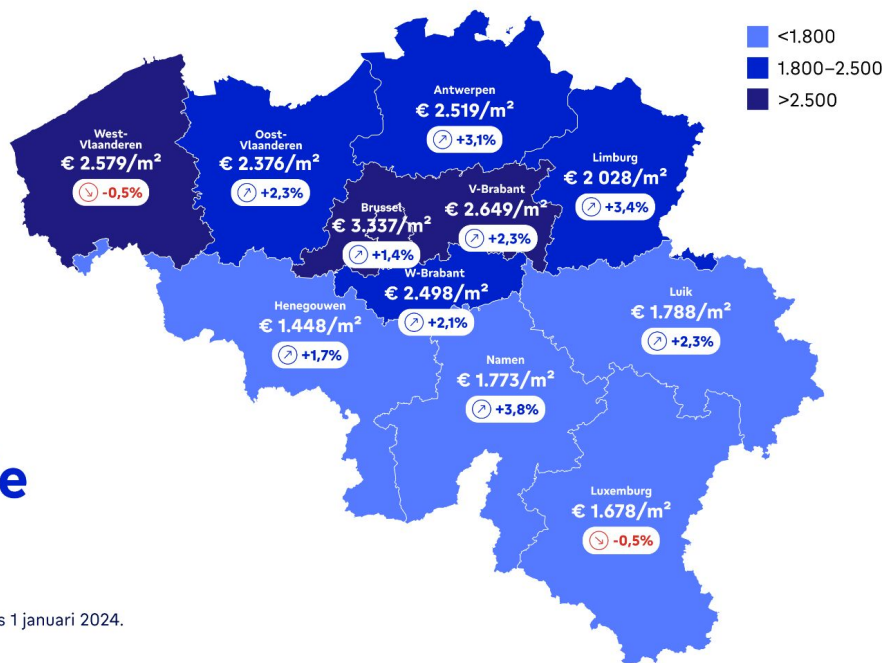 <1.800
1.800–2.500
>2.500
Antwerpen
€ 2.519/m²
+3,1%
West-
Vlaanderen
€ 2.579/m²
-0,5%
Oost-
Vlaanderen
€ 2.376/m²
+2,3%
Limburg
€ 2 028/m²
+3,4%
Brussel
€ 3.337/m²
+1,4%
V-Brabant
€ 2.649/m²
+2,3%
W-Brabant
€ 2.498/m²
+2,1%
Henegouwen
€ 1.448/m²
+1,7%
Luik
€ 1.788/m²
+2,3%
Namen
€ 1.773/m²
+3,8%
Luxemburg
€ 1.678/m²
-0,5%
e
s 1 januari 2024.